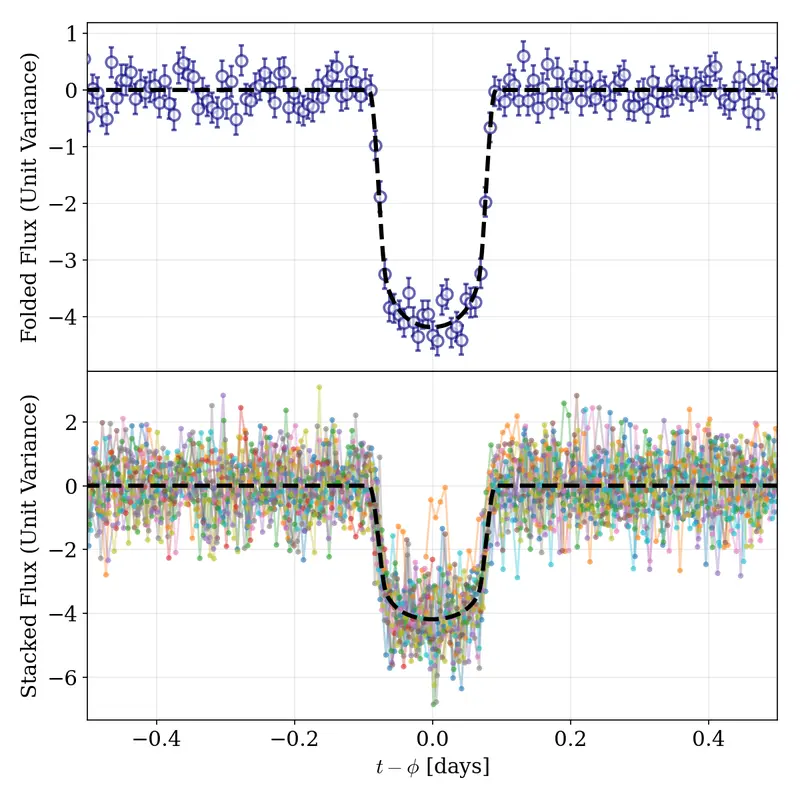 Folded Flux (Unit Variance)
1
0
−1
−2
−3
−4
Stacked Flux (Unit Variance)
2
0
−2
−4
−6
−0.4 −0.2 0.0 0.2 0.4
t − ϕ [days]